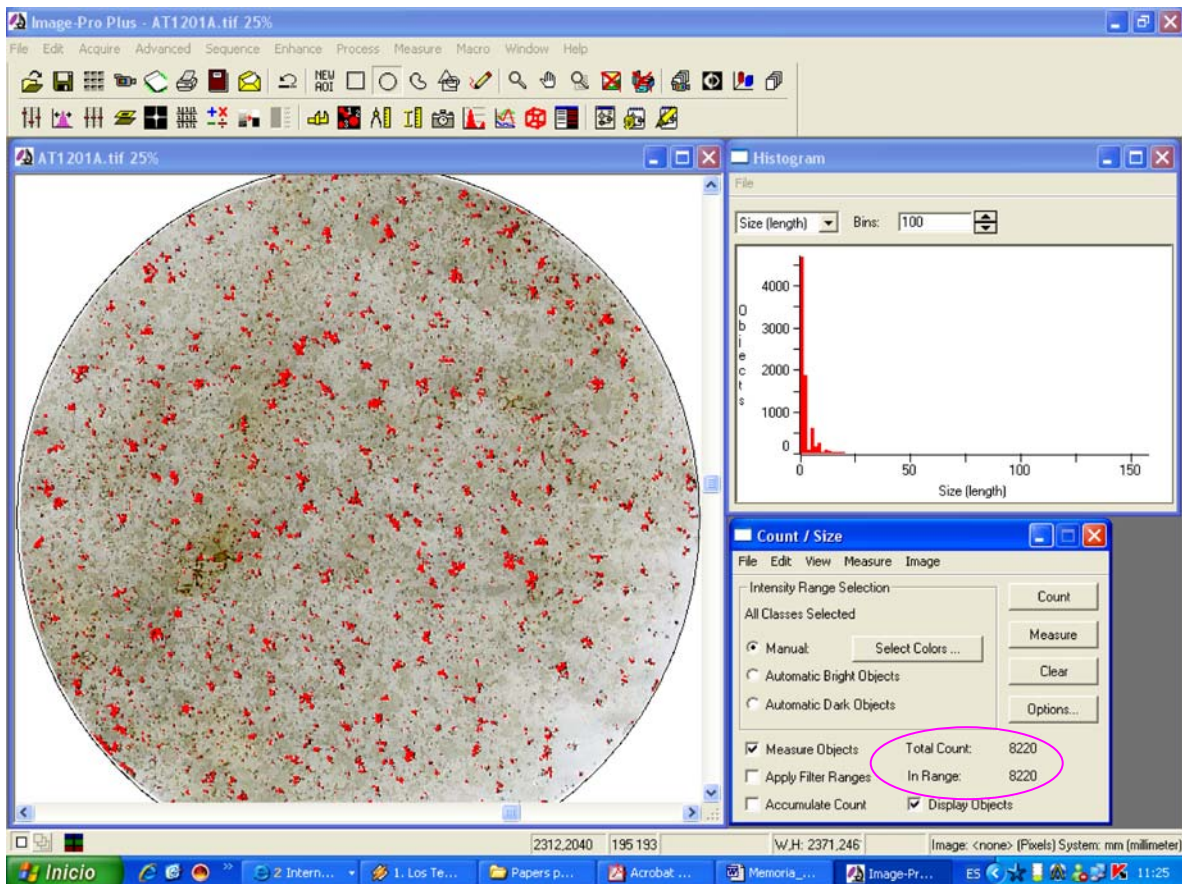 Image-Pro Plus - AT1201A.tif 25%
File Edit Acquire Advanced Sequence Enhance Process Measure Macro Window Help
NEW
AOI
AT1201A.tif 25%
Histogram
File
Size (length) Bins: 100
Objects
4000
3000
2000
1000
0
0 50 100 150
Size (length)
Count / Size
File Edit View Measure Image
Intensity Range Selection
All Classes Selected
Manual: Select Colors ...
Automatic Bright Objects
Automatic Dark Objects
Count
Measure
Clear
Options...
Measure Objects Total Count: 8220
Apply Filter Ranges In Range: 8220
Accumulate Count Display Objects
2312,2040 195 193 W,H: 2371,246 Image: <none> (Pixels) System: mm (millimeter)
Inicio 2 Intern... 1. Los Te... Papers p... Acrobat ... Memoria_... Image-Pr... ES 11:25